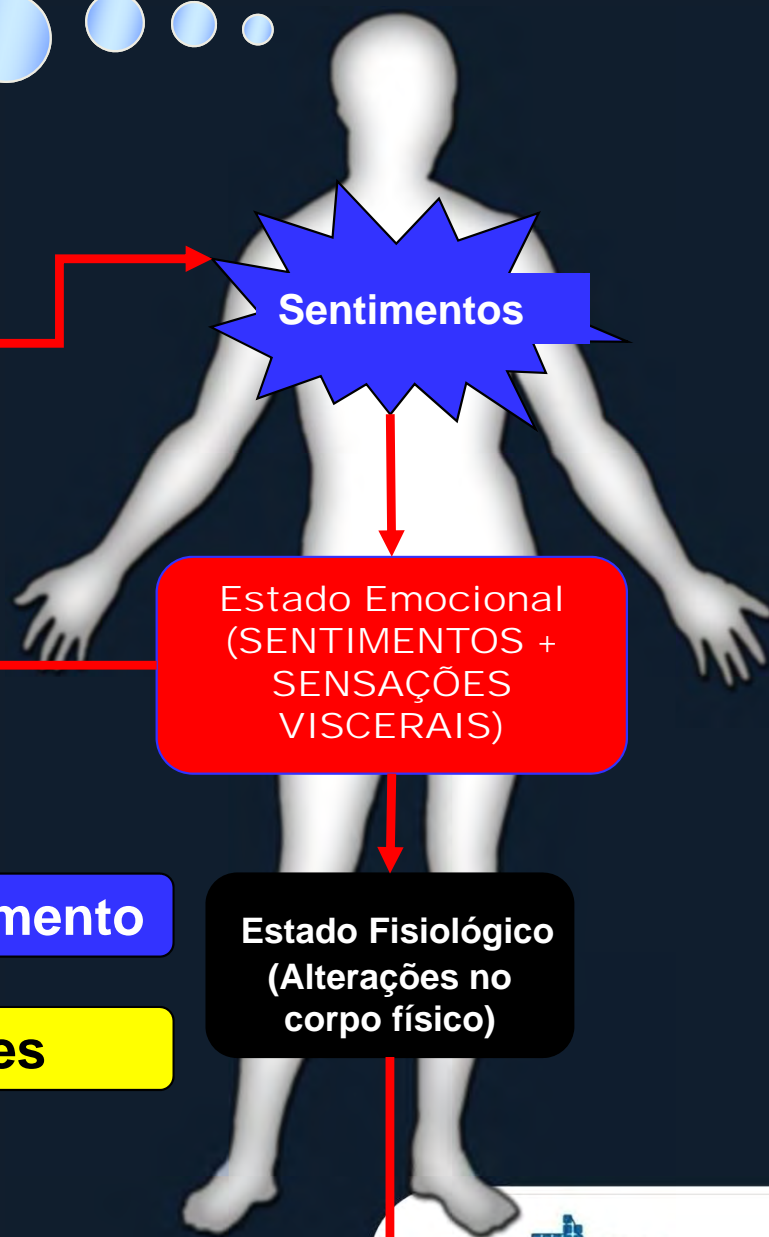 Sentimentos
Estado Emocional
(SENTIMENTOS +
SENSAÇÕES
VISCERAIS)
mento
Estado Fisiológico
(Alterações no
corpo físico)
es